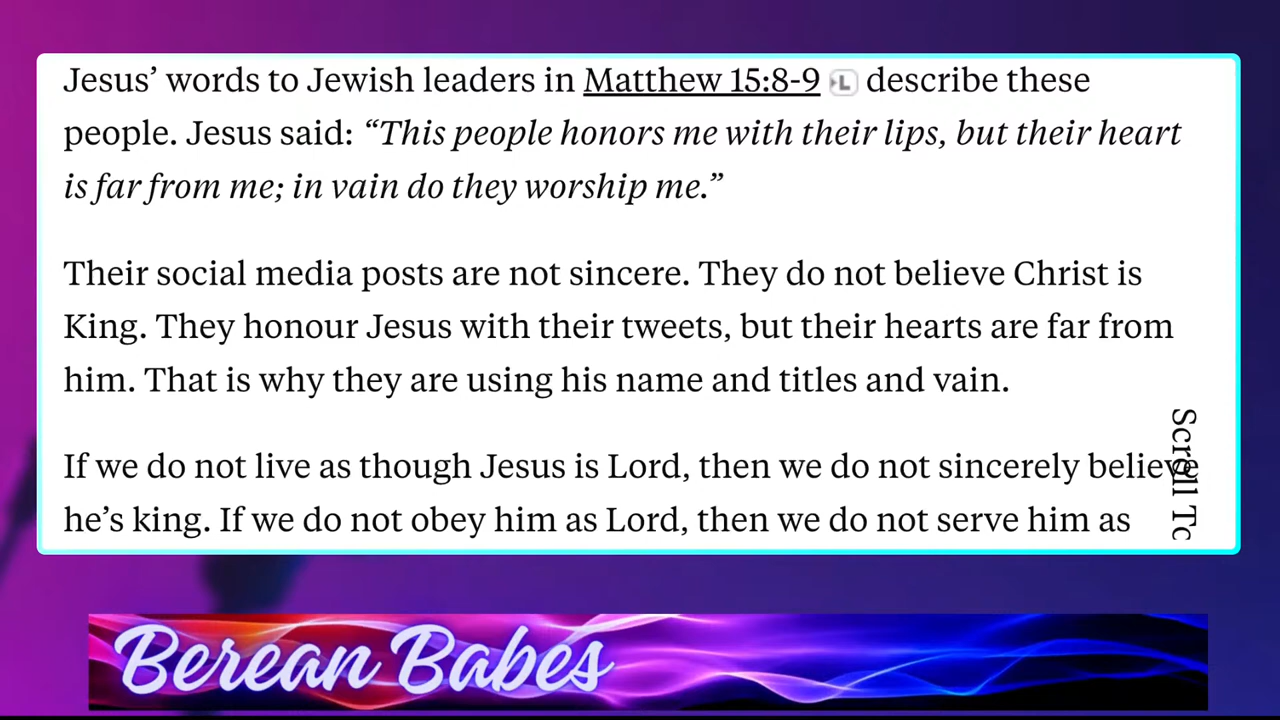 Jesus’ words to Jewish leaders in Matthew 15:8-9 L describe these
people. Jesus said: “This people honors me with their lips, but their heart
is far from me; in vain do they worship me.”
Their social media posts are not sincere. They do not believe Christ is
King. They honour Jesus with their tweets, but their hearts are far from
him. That is why they are using his name and titles and vain.
If we do not live as though Jesus is Lord, then we do not sincerely believe
he’s king. If we do not obey him as Lord, then we do not serve him as
Scroll Tc
Berean Babes